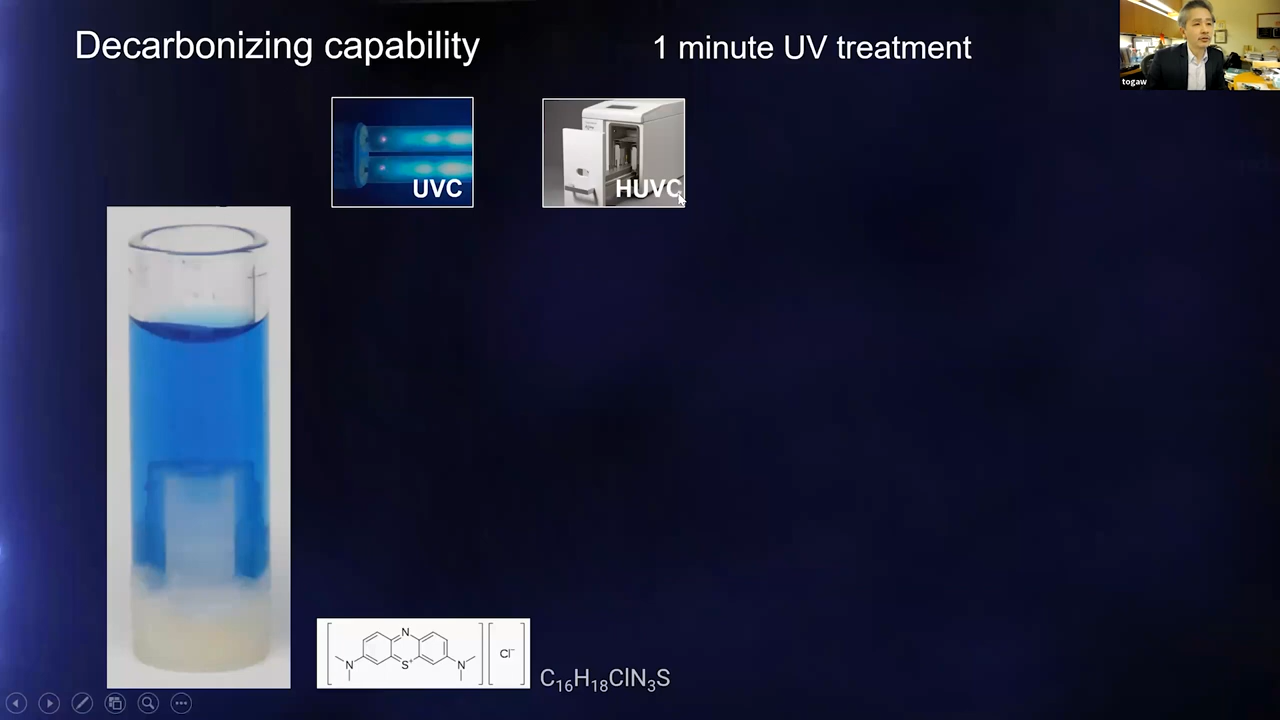 Decarbonizing capability
1 minute UV treatment
togaw
UVC
HUVC
N
N
S⁺
N
Cl⁻
C₁₆H₁₈ClN₃S